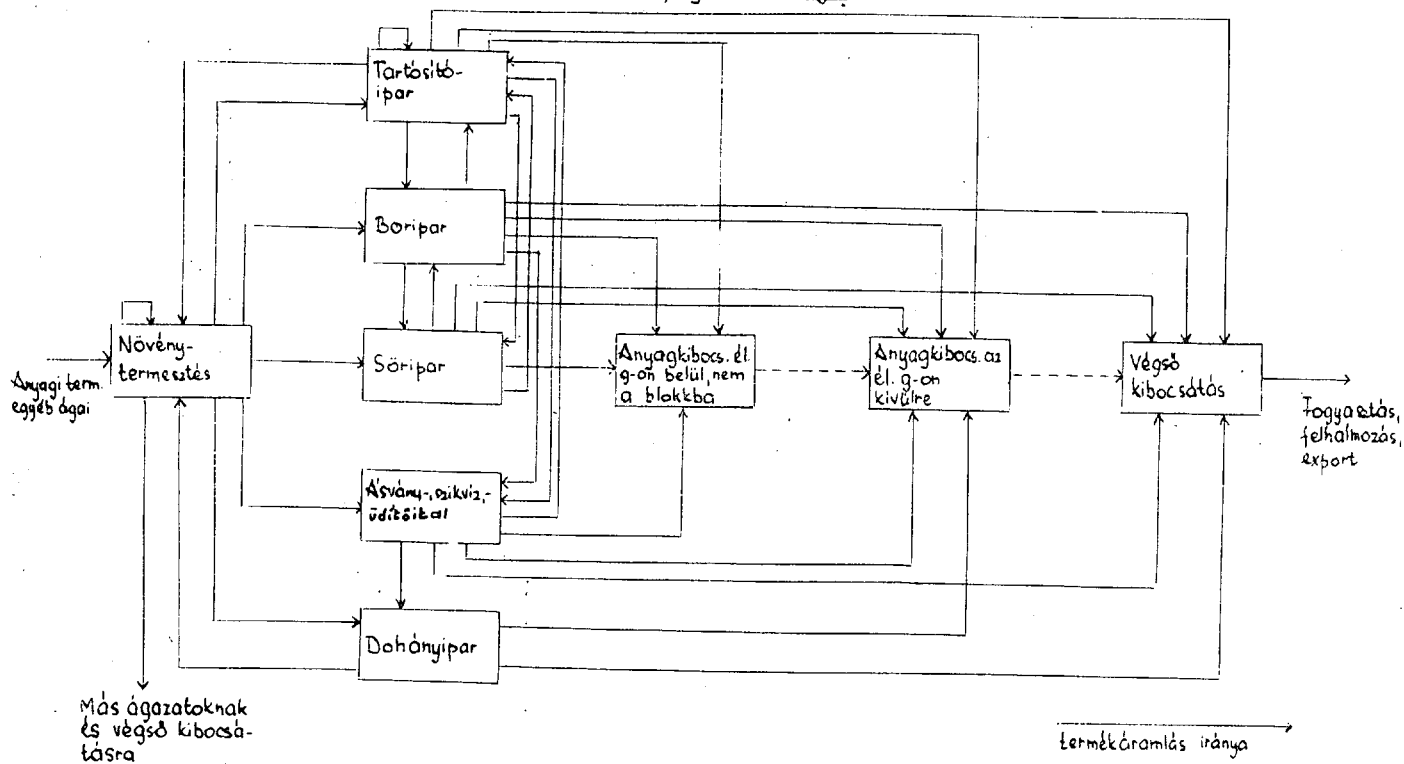 Tartósító-
ipar
Boripar
Növény-
termesztés
Anyagi term.
egyéb ágai
Söripar
Anyagkibocs. él.
g-on belül, nem
a blokkba
Anyagkibocs. az
él. g-on
kivülre
Végső
kibocsátás
Fogyasztás,
felhalmozás,
export
Ásvány-, szikvíz,-
üdítőital
Dohányipar
Más ágazatoknak
és végső kibocsá-
tásra
termékáramlás iránya